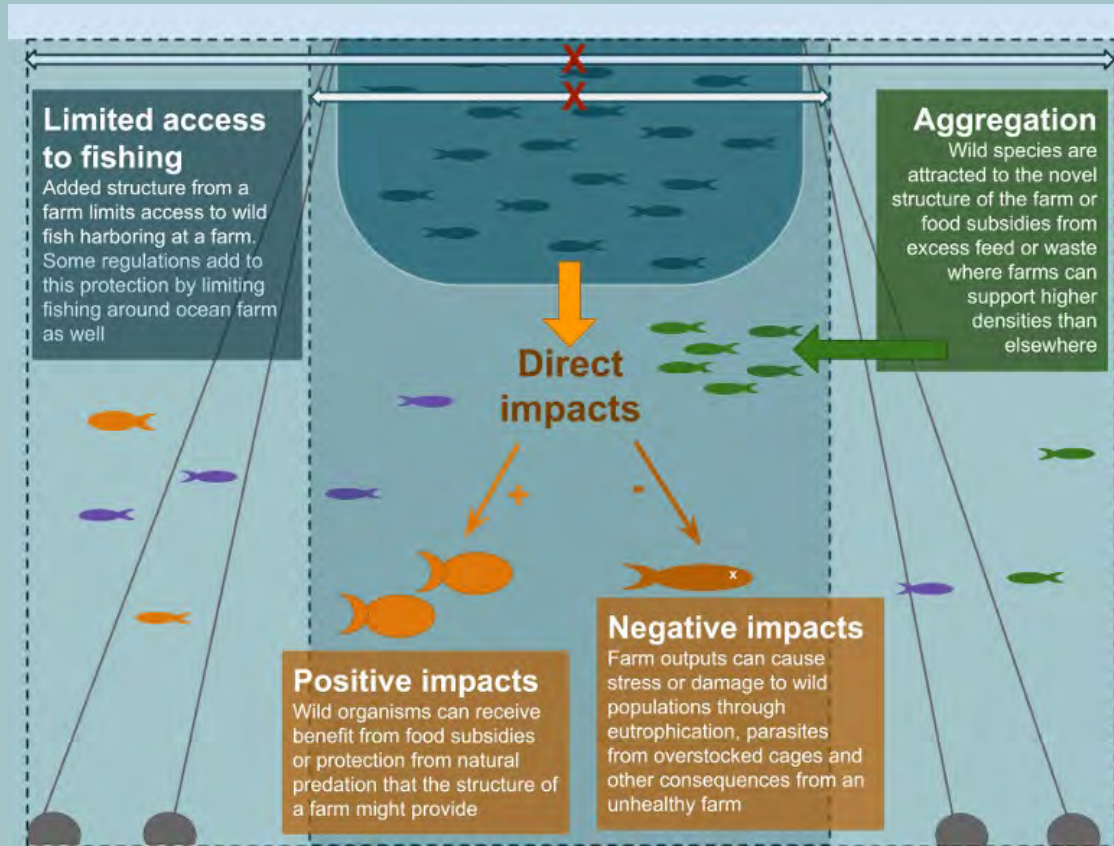 X
X
Limited access
to fishing
Added structure from a
farm limits access to wild
fish harboring at a farm.
Some regulations add to
this protection by limiting
fishing around ocean farm
as well
Aggregation
Wild species are
attracted to the novel
structure of the farm or
food subsidies from
excess feed or waste
where farms can
support higher
densities than
elsewhere
Direct
impacts
+
-
x
Positive impacts
Wild organisms can receive
benefit from food subsidies
or protection from natural
predation that the structure of
a farm might provide
Negative impacts
Farm outputs can cause
stress or damage to wild
populations through
eutrophication, parasites
from overstocked cages and
other consequences from an
unhealthy farm